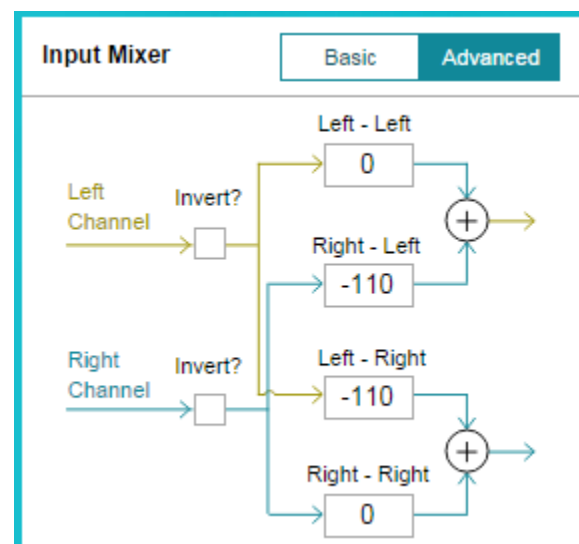 Input Mixer
Basic
Advanced
Left - Left
0
Left
Channel
Invert?
Right - Left
-110
Right
Channel
Invert?
Left - Right
-110
Right - Right
0